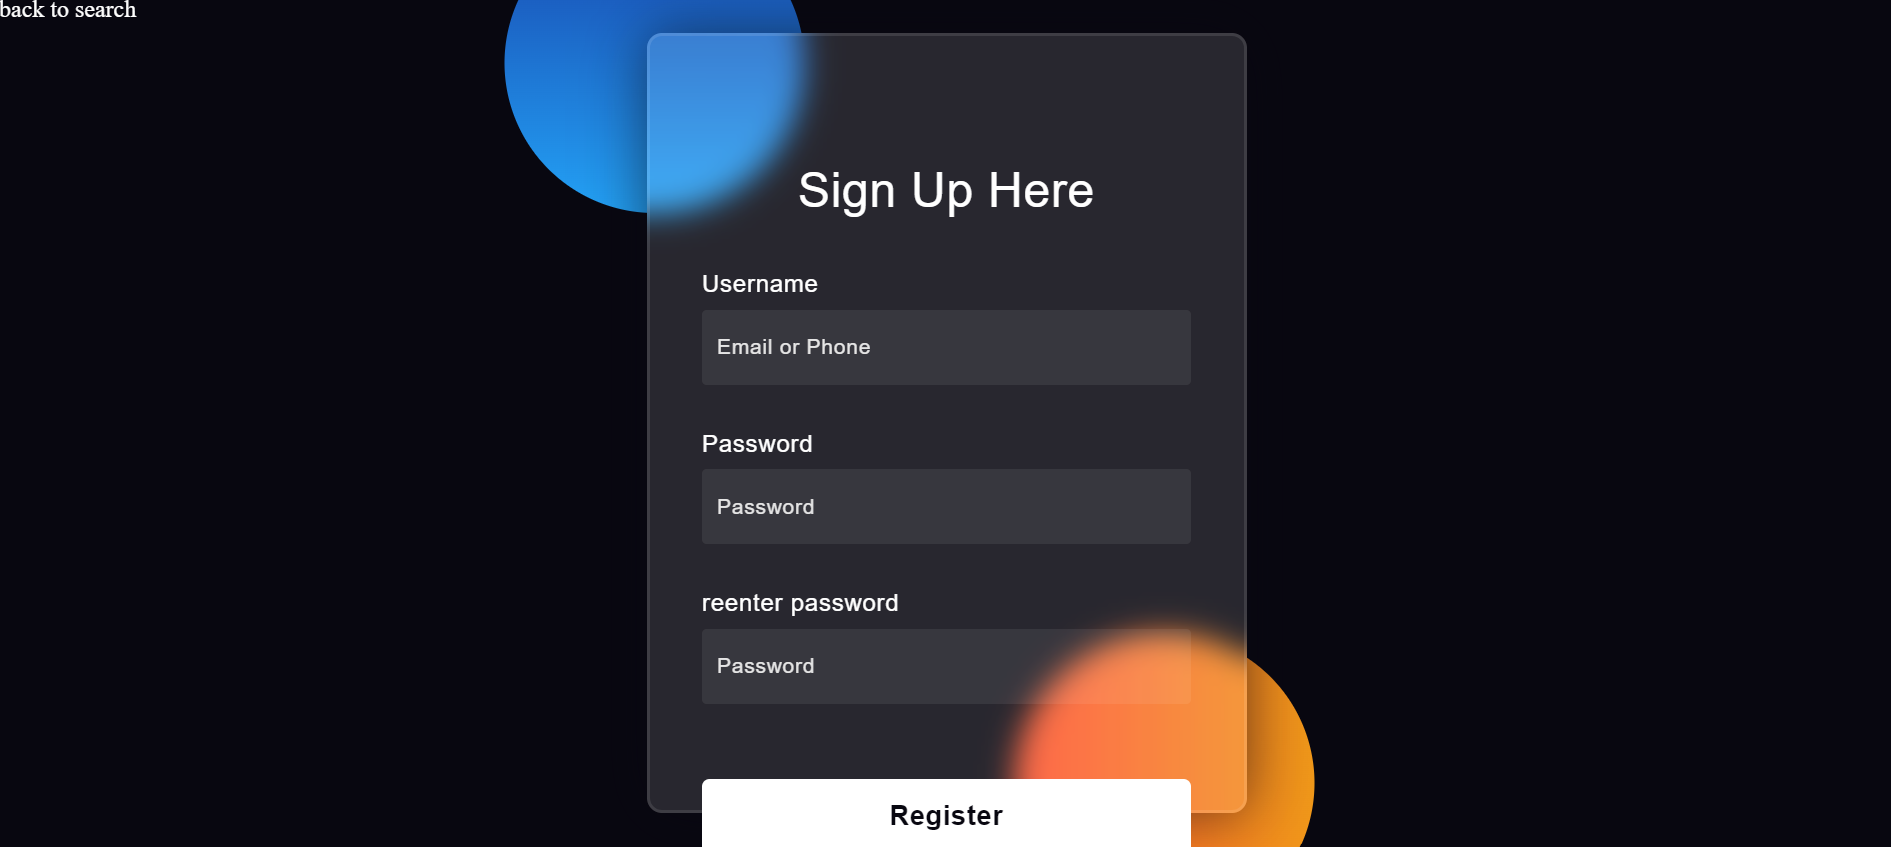 back to search
Sign Up Here
Username
Email or Phone
Password
Password
reenter password
Password
Register